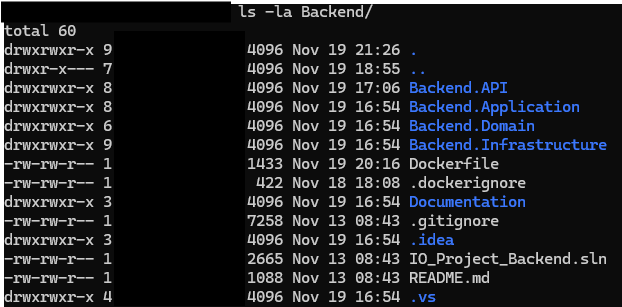 ls -la Backend/
total 60
drwxrwxr-x 9 4096 Nov 19 21:26 .
drwxr-x--- 7 4096 Nov 19 18:55 ..
drwxrwxr-x 8 4096 Nov 19 17:06 Backend.API
drwxrwxr-x 8 4096 Nov 19 16:54 Backend.Application
drwxrwxr-x 6 4096 Nov 19 16:54 Backend.Domain
drwxrwxr-x 9 4096 Nov 19 16:54 Backend.Infrastructure
-rw-rw-r-- 1 1433 Nov 19 20:16 Dockerfile
-rw-rw-r-- 1 422 Nov 18 18:08 .dockerignore
drwxrwxr-x 3 4096 Nov 19 16:54 Documentation
-rw-rw-r-- 1 7258 Nov 13 08:43 .gitignore
drwxrwxr-x 3 4096 Nov 19 16:54 .idea
-rw-rw-r-- 1 2665 Nov 13 08:43 IO_Project_Backend.sln
-rw-rw-r-- 1 1088 Nov 13 08:43 README.md
drwxrwxr-x 4 4096 Nov 19 16:54 .vs